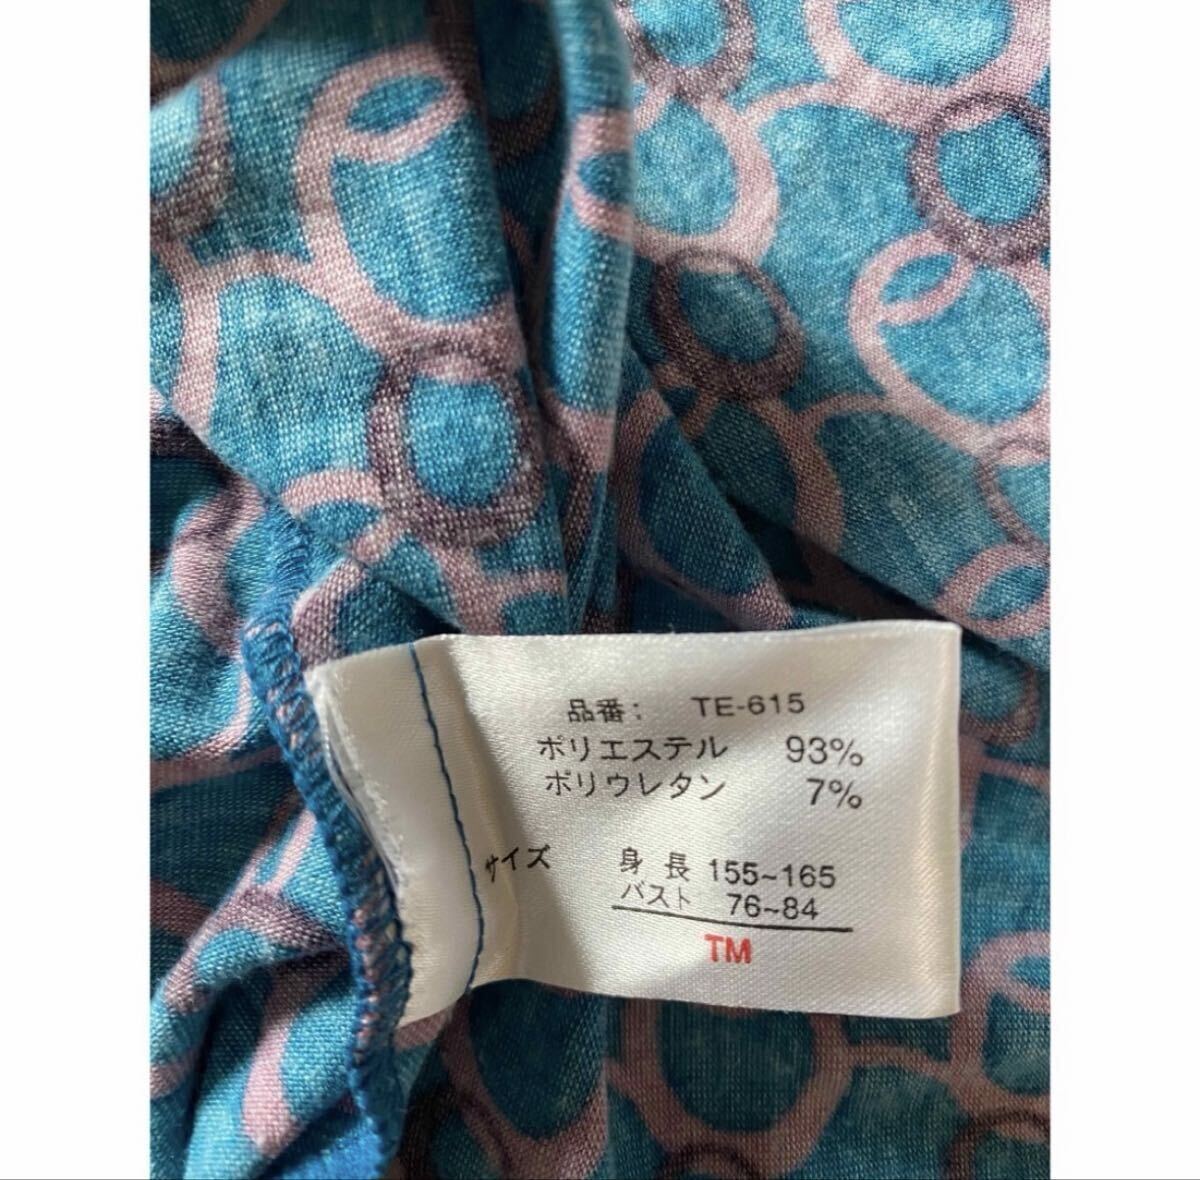 品番: TE-615
ポリエステル 93%
ポリウレタン 7%
サイズ 身長 155~165
バスト 76~84
TM